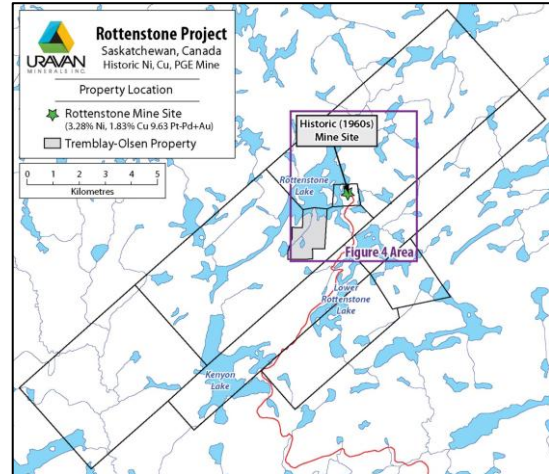 Rottenstone Project
Saskatchewan, Canada
Historic Ni, Cu, PGE Mine
URAVAN
MINERALS INC.
Property Location
Rottenstone Mine Site
(3.28% Ni, 1.83% Cu 9.63 Pt-Pd+Au)
Tremblay-Olsen Property
0 1 2 3 4 5
Kilometres
Historic (1960s)
Mine Site
Rottenstone
Lake
Figure 4 Area
Lower
Rottenstone
Lake
Kenyon
Lake